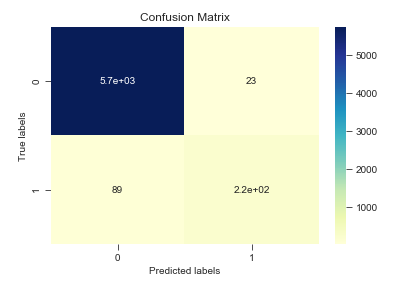 Confusion Matrix
5.7e+03 23
89 2.2e+02
0
1
True labels
0 1
Predicted labels
5000
4000
3000
2000
1000